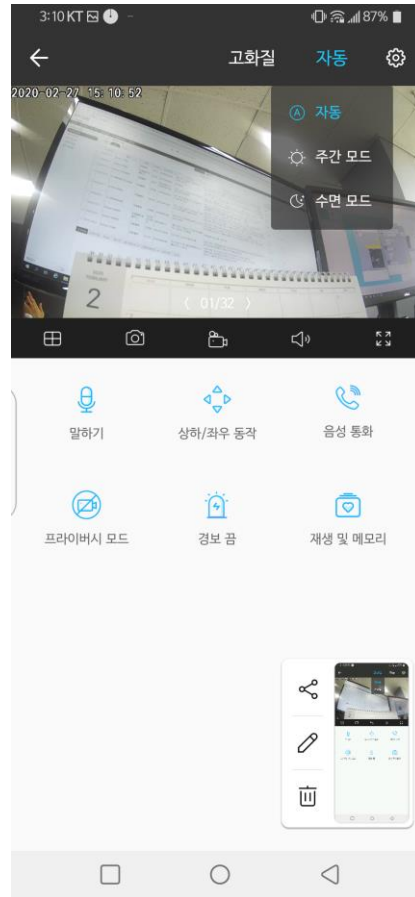 3:10 KT 87%
고화질 자동
2020-02-27 15:10:52
자동
주간 모드
수면 모드
2020
FEBRUARY
2
〈 01/32 〉
말하기 상하/좌우 동작 음성 통화
프라이버시 모드 경보 끔 재생 및 메모리